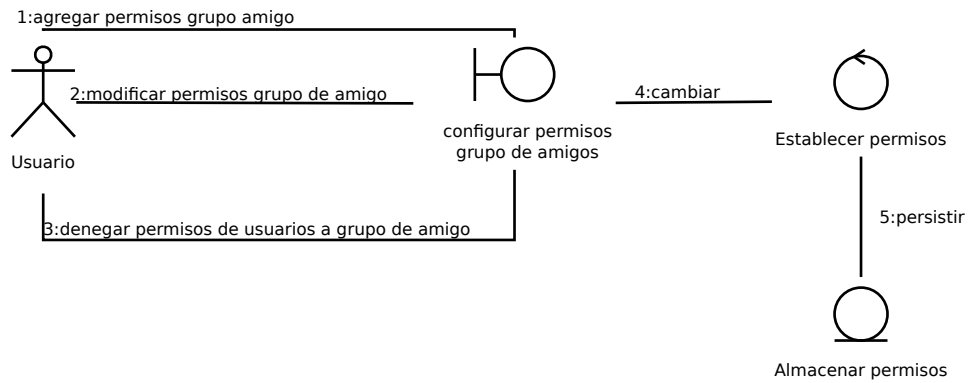 1:agregar permisos grupo amigo
2:modificar permisos grupo de amigo
4:cambiar
configurar permisos
grupo de amigos
Establecer permisos
Usuario
3:denegar permisos de usuarios a grupo de amigo
5:persistir
Almacenar permisos